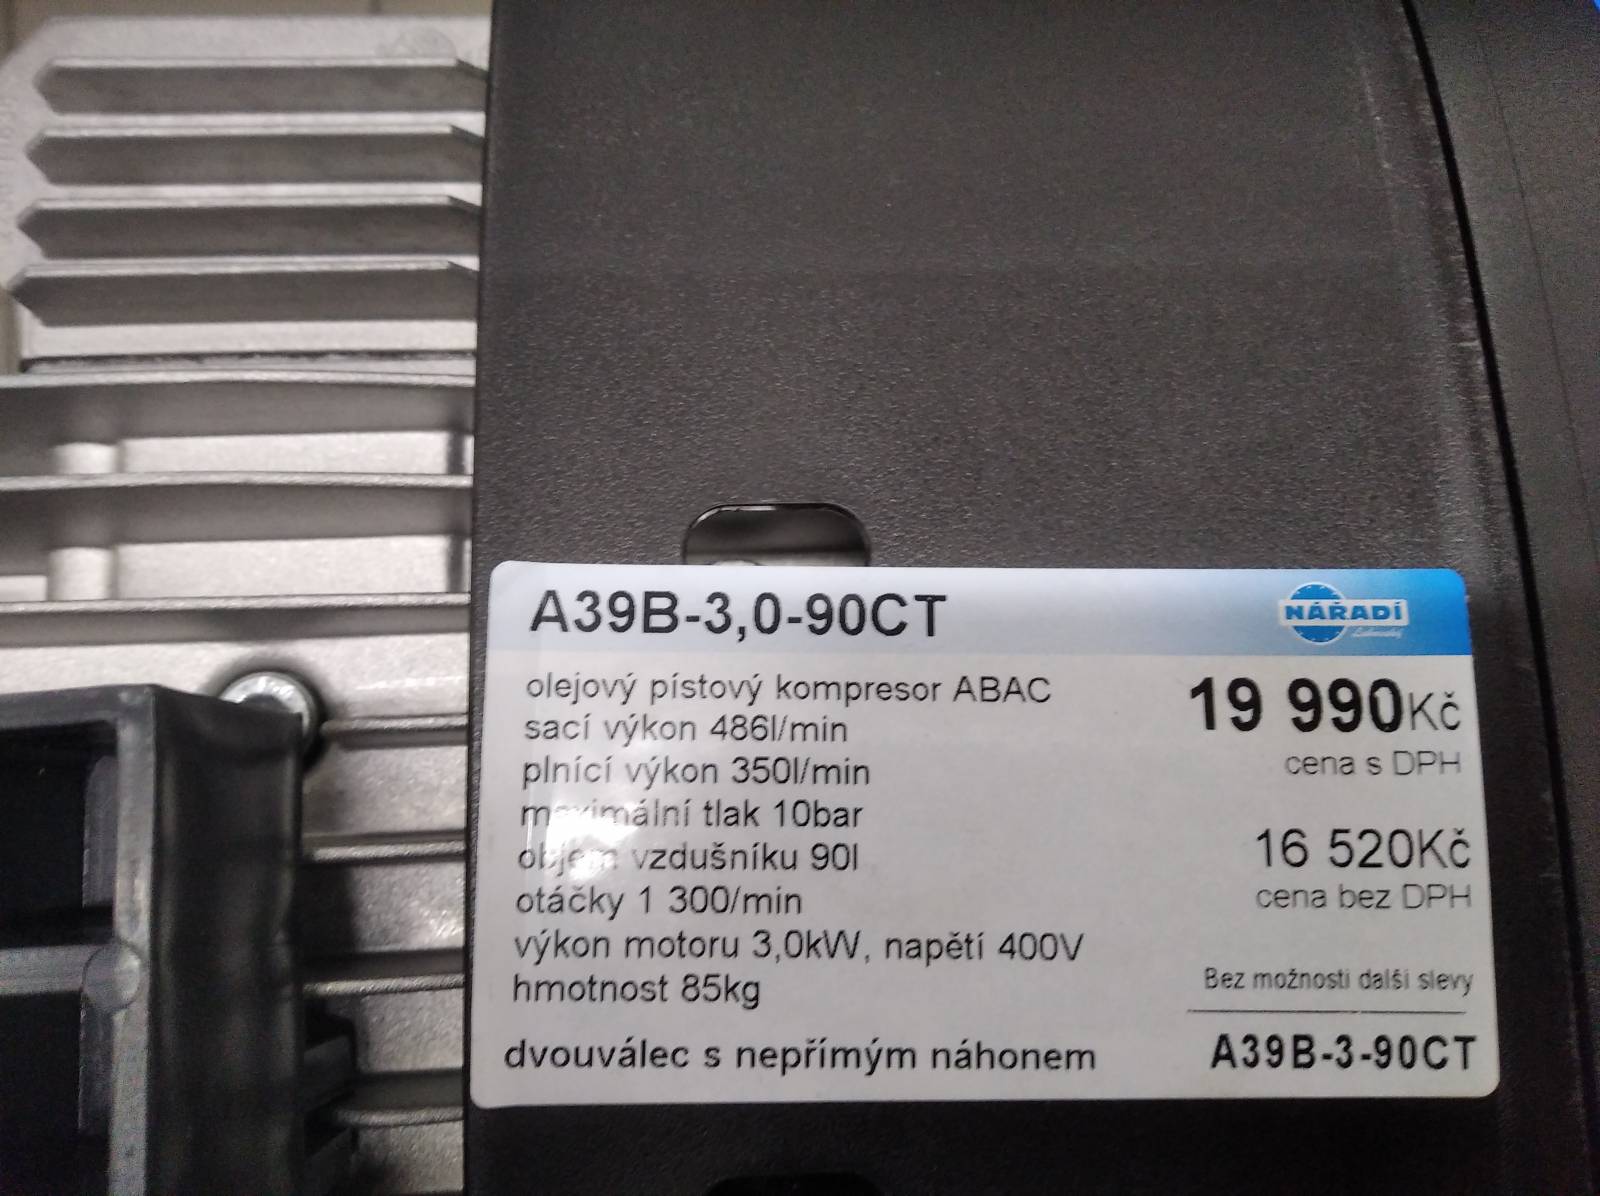 A39B-3,0-90CT
NÁŘADÍ
olejový pístový kompresor ABAC
sací výkon 486l/min
plnící výkon 350l/min
maximální tlak 10bar
objem vzdušníku 90l
otáčky 1 300/min
výkon motoru 3,0kW, napětí 400V
hmotnost 85kg
dvouválec s nepřímým náhonem
19 990Kč
cena s DPH
16 520Kč
cena bez DPH
Bez možnosti další slevy
A39B-3-90CT